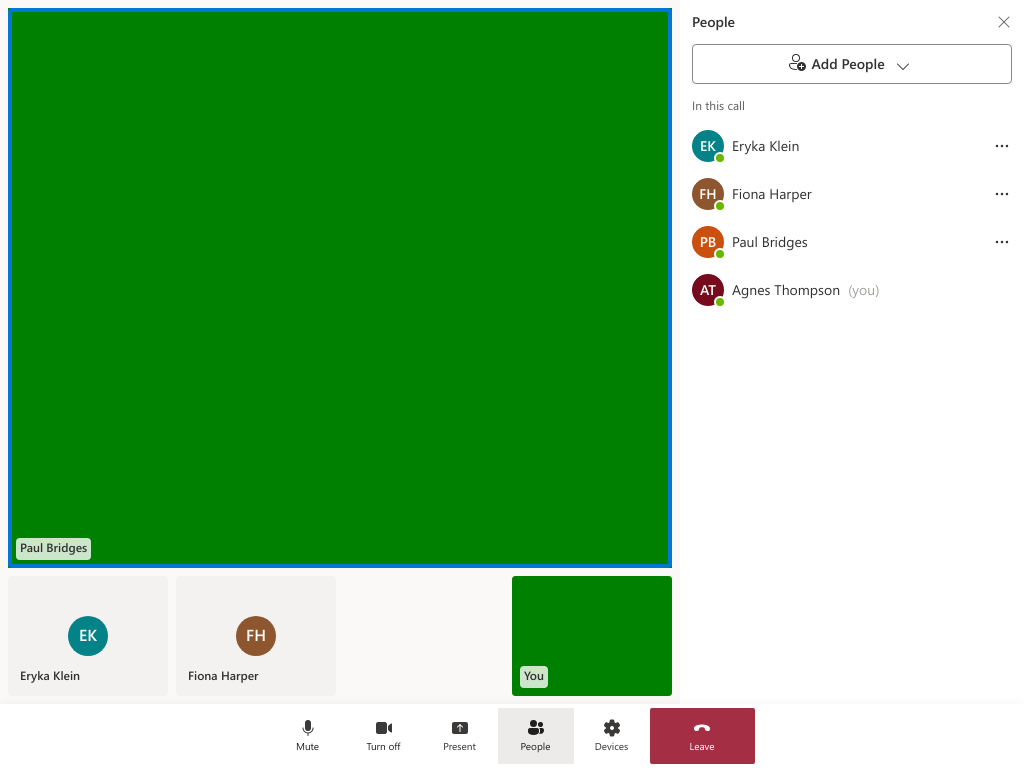 People
Add People
In this call
EK Eryka Klein
FH Fiona Harper
PB Paul Bridges
AT Agnes Thompson (you)
Paul Bridges
EK
Eryka Klein
FH
Fiona Harper
You
Mute
Turn off
Present
People
Devices
Leave